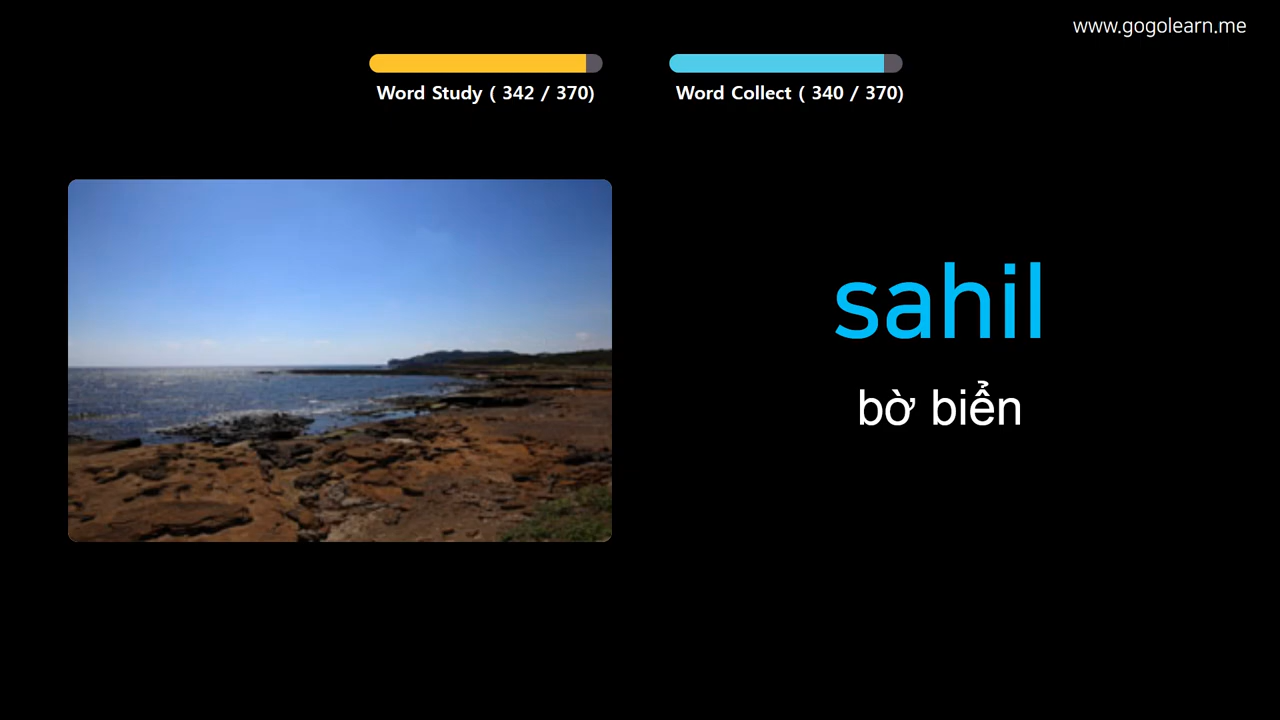 www.gogolearn.me
Word Study ( 342 / 370)
Word Collect ( 340 / 370)
sahil
bờ biển